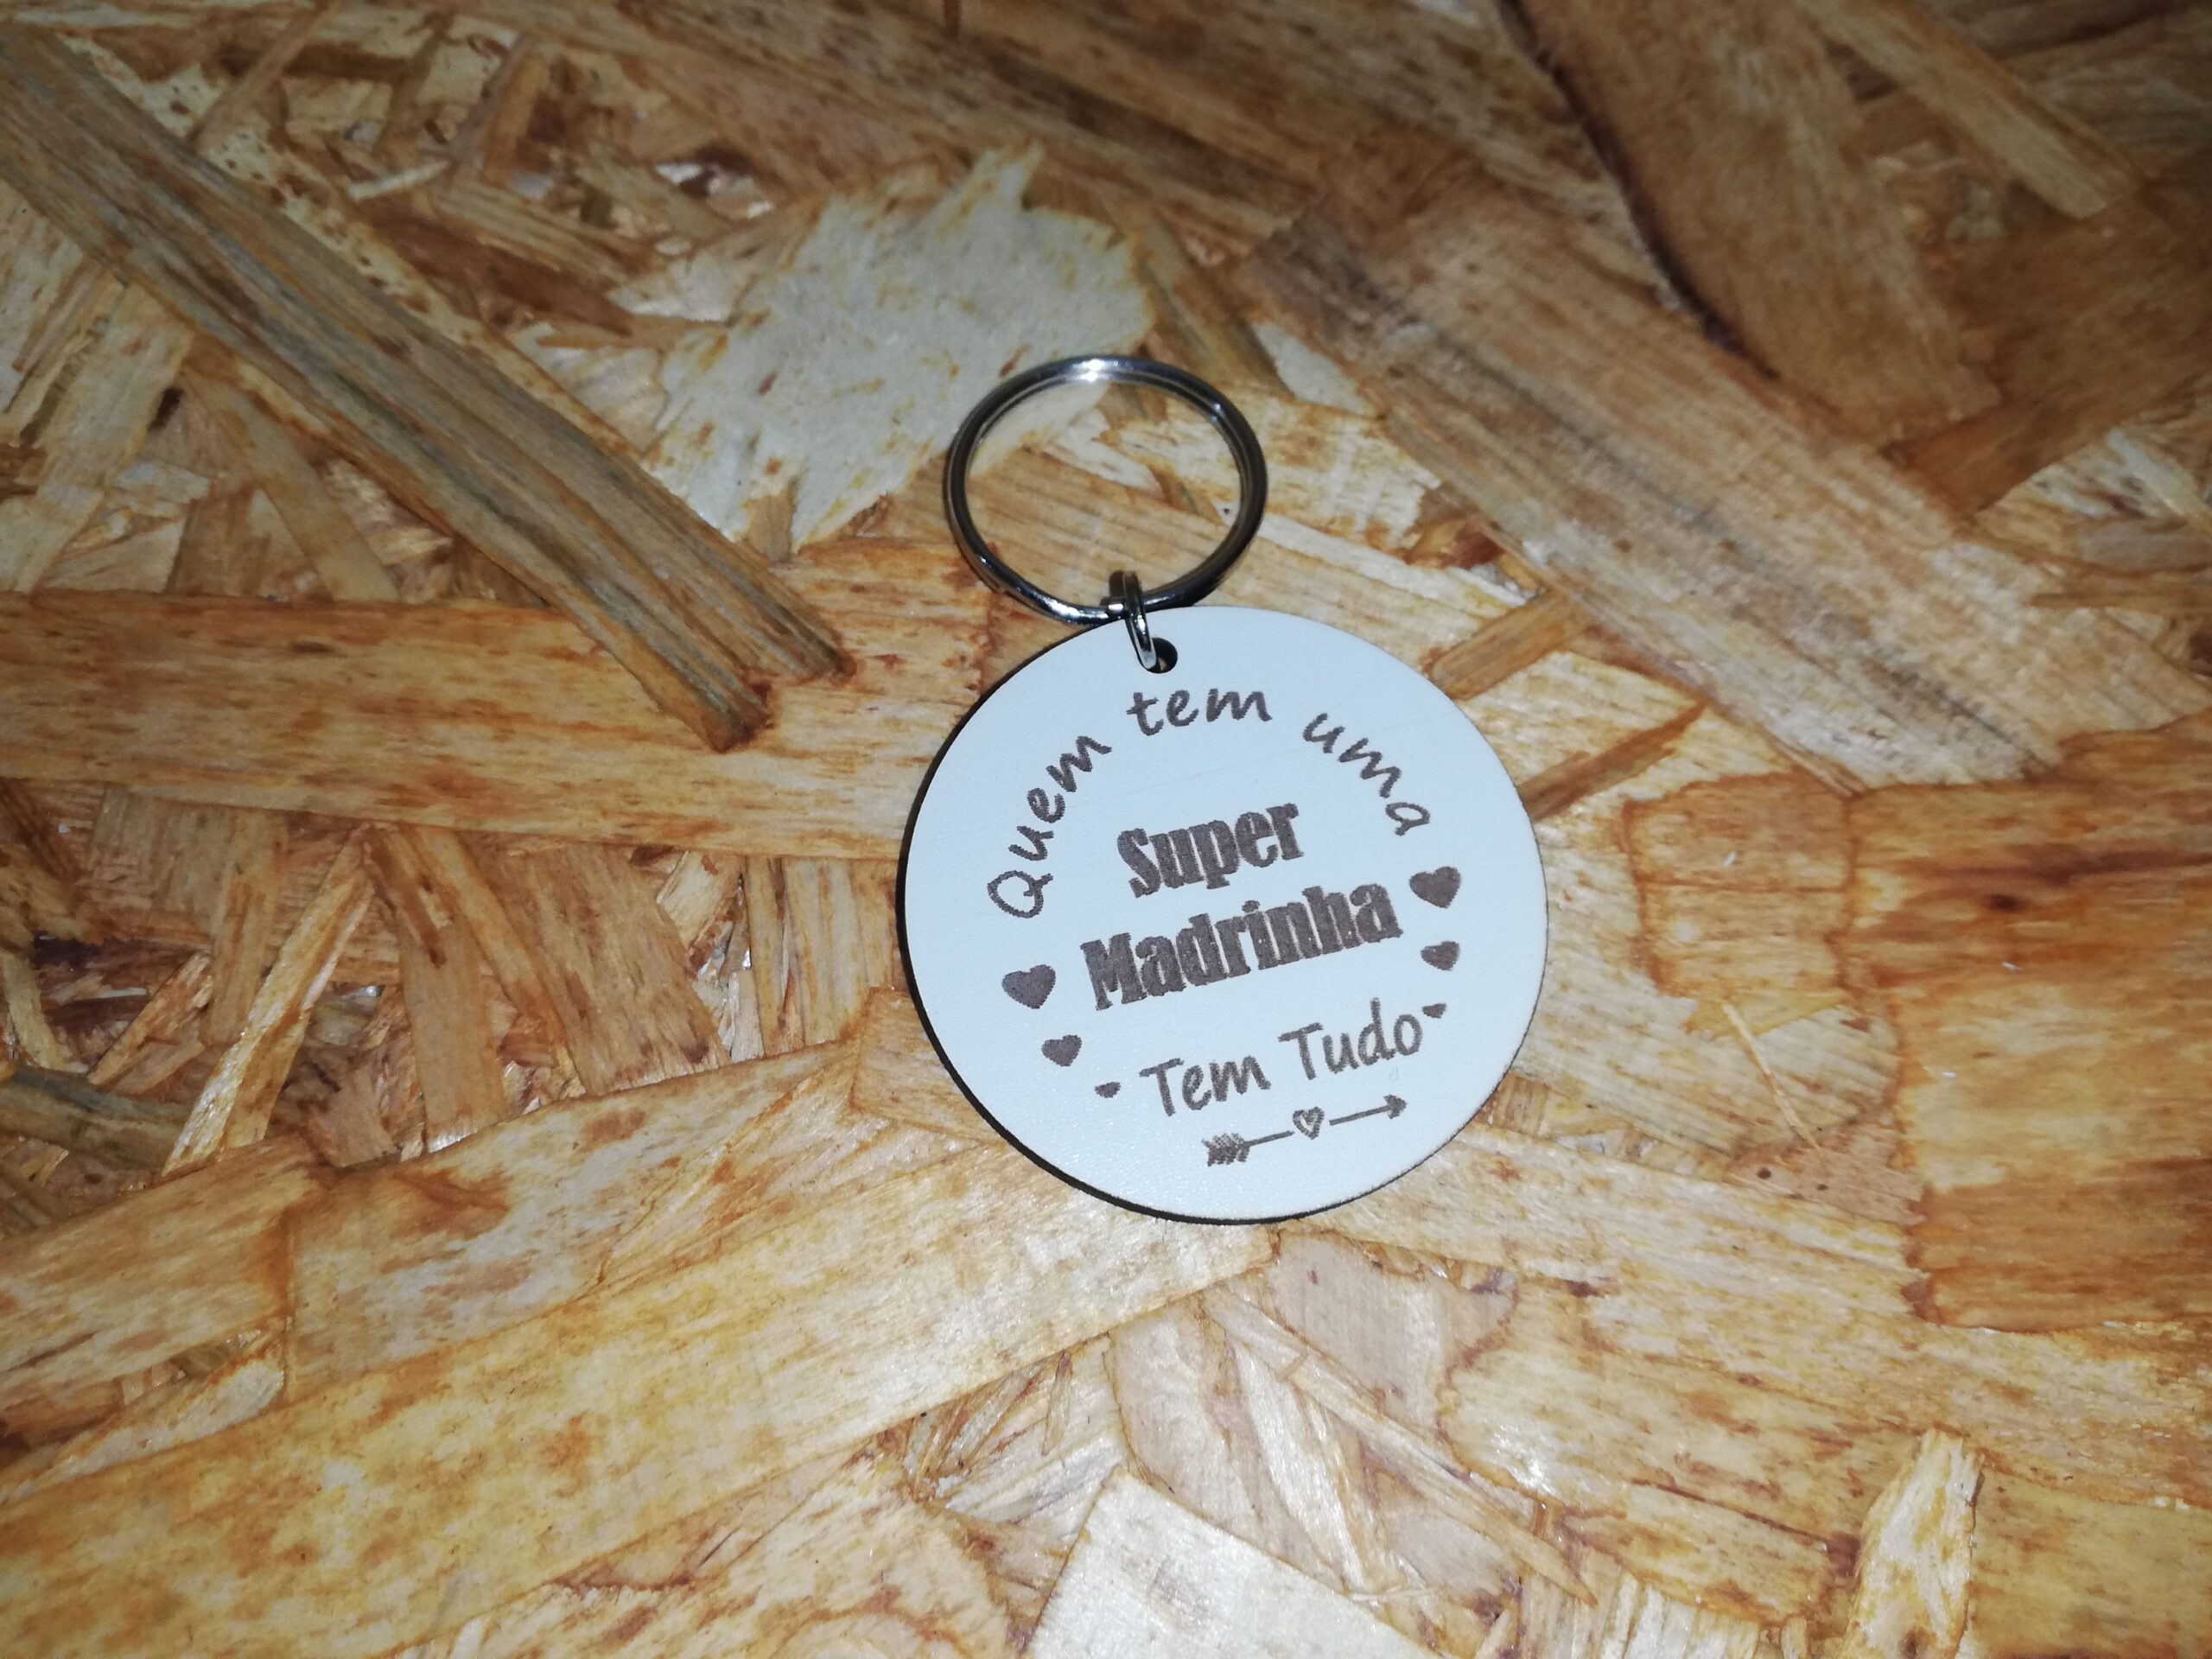 Quem tem uma
Super
Madrinha
Tem Tudo